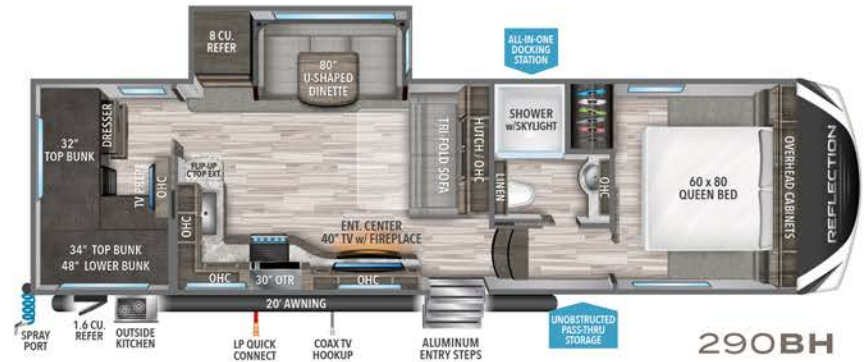 8 CU.
REFER
80"
U-SHAPED
DINETTE
ALL-IN-ONE
DOCKING
STATION
32"
TOP BUNK
DRESSER
TV PREP
OHC
FLIP-UP
C'TOP EXT.
OHC
TRI-FOLD SOFA
HUTCH / OHC
SHOWER
w/SKYLIGHT
LINEN
OHC
60 x 80
QUEEN BED
OVERHEAD CABINETS
REFLECTION
34" TOP BUNK
48" LOWER BUNK
ENT. CENTER
40" TV w/ FIREPLACE
OHC
30" OTR
OHC
20' AWNING
SPRAY
PORT
1.6 CU.
REFER
OUTSIDE
KITCHEN
LP QUICK
CONNECT
COAX TV
HOOKUP
ALUMINUM
ENTRY STEPS
UNOBSTRUCTED
PASS-THRU
STORAGE
290BH